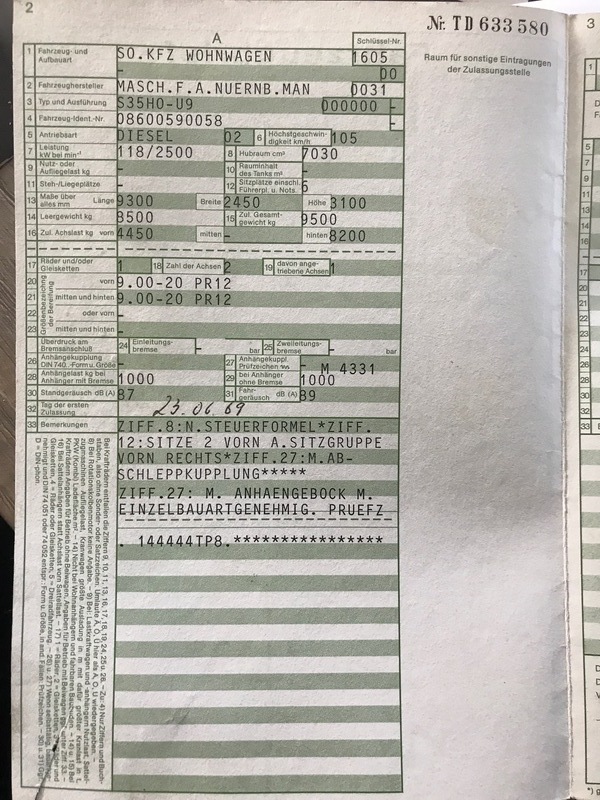 2
Nr. TD 633580
3
A
Schlüssel-Nr.
Raum für sonstige Eintragungen
der Zulassungsstelle
1 Fahrzeug- und Aufbauart SO.KFZ WOHNWAGEN 1605
- 00
2 Fahrzeughersteller MASCH.F.A.NUERNB.MAN 0031
3 Typ und Ausführung S35HO-U9 000000 -
4 Fahrzeug-Ident.-Nr. 08600590058 -
5 Antriebsart DIESEL 02 6 Höchstgeschwindigkeit km/h 105
7 Leistung kW bei min⁻¹ 118/2500 8 Hubraum cm³ 7030
9 Nutz- oder Aufliegelast kg - 10 Rauminhalt des Tanks m³ -
11 Steh-/Liegeplätze - 12 Sitzplätze einschl. Führerpl. u. Nots. 6
13 Maße über alles mm Länge 9300 Breite 2450 Höhe 3100
14 Leergewicht kg 8500 15 Zul. Gesamtgewicht kg 9500
16 Zul. Achslast kg vorn 4450 mitten - hinten 8200
17 Räder und/oder Gleisketten 1 18 Zahl der Achsen 2 19 davon angetriebene Achsen 1
Größenbezeichnung der Bereifung
20 vorn 9.00-20 PR12
21 mitten und hinten 9.00-20 PR12
22 oder vorn -
23 mitten und hinten -
Überdruck am Bremsanschluß 24 Einleitungsbremse - bar 25 Zweileitungsbremse - bar
26 Anhängekupplung DIN 740.. -Form u. Größe - 27 Anhängekuppl. Prüfzeichen M 4331
28 Anhängelast kg bei Anhänger mit Bremse 1000 29 bei Anhänger ohne Bremse 1000
30 Standgeräusch dB (A) 87 31 Fahrgeräusch dB (A) 89
32 Tag der ersten Zulassung 23.06.69
33 Bemerkungen ZIFF.8:N.STEUERFORMEL*ZIFF.
12:SITZE 2 VORN A.SITZGRUPPE
VORN RECHTS*ZIFF.27:M.AB-
SCHLEPPKUPPLUNG*****
ZIFF.27: M. ANHAENGEBOCK M.
EINZELBAUARTGENEHMIG. PRUEFZ
. 144444TP8.****************